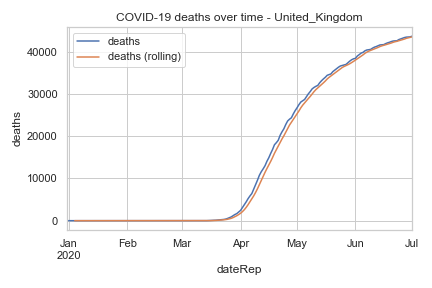 COVID-19 deaths over time - United_Kingdom
deaths
deaths (rolling)
40000
30000
20000
10000
0
deaths
Jan Feb Mar Apr May Jun Jul
2020
dateRep